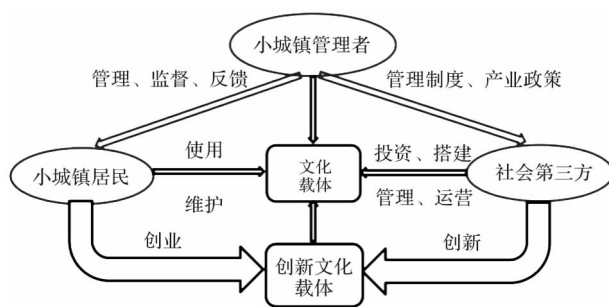 小城镇管理者
管理、监督、反馈
管理制度、产业政策
小城镇居民
使用
维护
文化
载体
投资、搭建
管理、运营
社会第三方
创业
创新文化
载体
创新